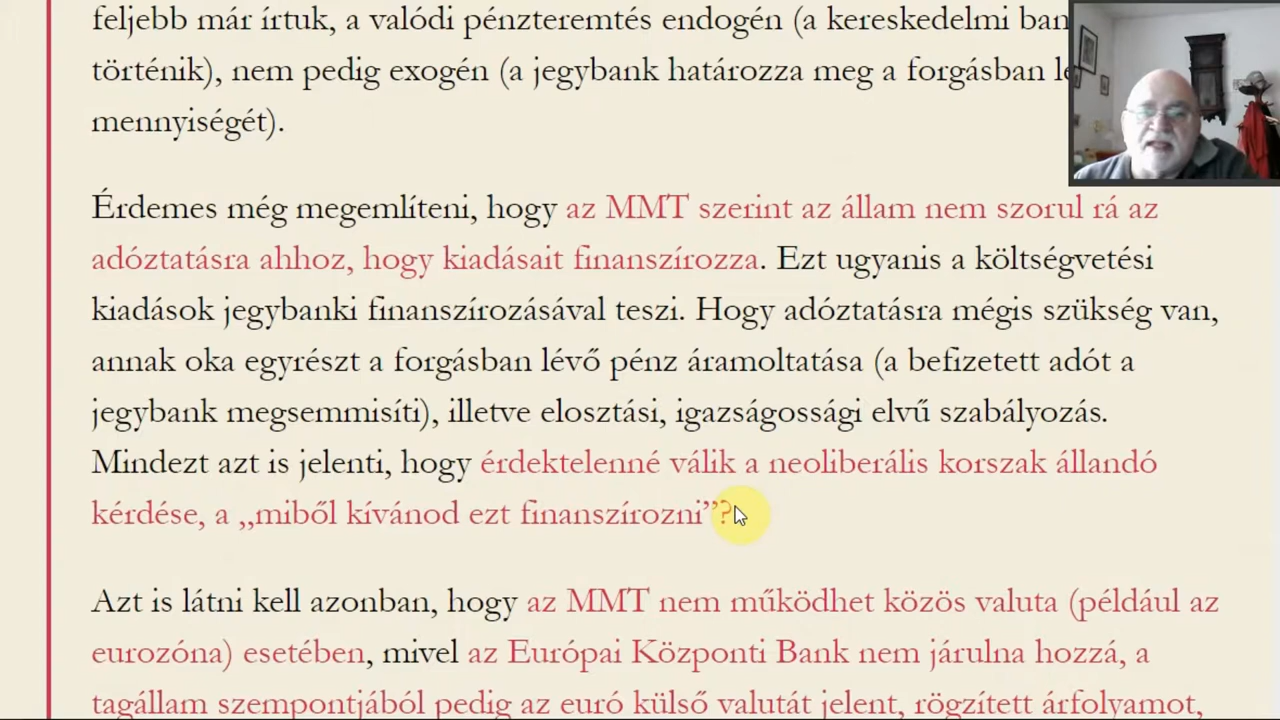 feljebb már írtuk, a valódi pénzteremtés endogén (a kereskedelmi
történik), nem pedig exogén (a jegybank határozza meg a forgásban
mennyiségét).
Érdemes még megemlíteni, hogy az MMT szerint az állam nem szorul rá az
adóztatásra ahhoz, hogy kiadásait finanszírozza. Ezt ugyanis a költségvetési
kiadások jegybanki finanszírozásával teszi. Hogy adóztatásra mégis szükség van,
annak oka egyrészt a forgásban lévő pénz áramoltatása (a befizetett adót a
jegybank megsemmisíti), illetve elosztási, igazságossági elvű szabályozás.
Mindezt azt is jelenti, hogy érdektelenné válik a neoliberális korszak állandó
kérdése, a „miből kívánod ezt finanszírozni”?
Azt is látni kell azonban, hogy az MMT nem működhet közös valuta (például az
eurozóna) esetében, mivel az Európai Központi Bank nem járulna hozzá, a
tagállam szempontjából pedig az euró külső valutát jelent, rögzített árfolyamot,